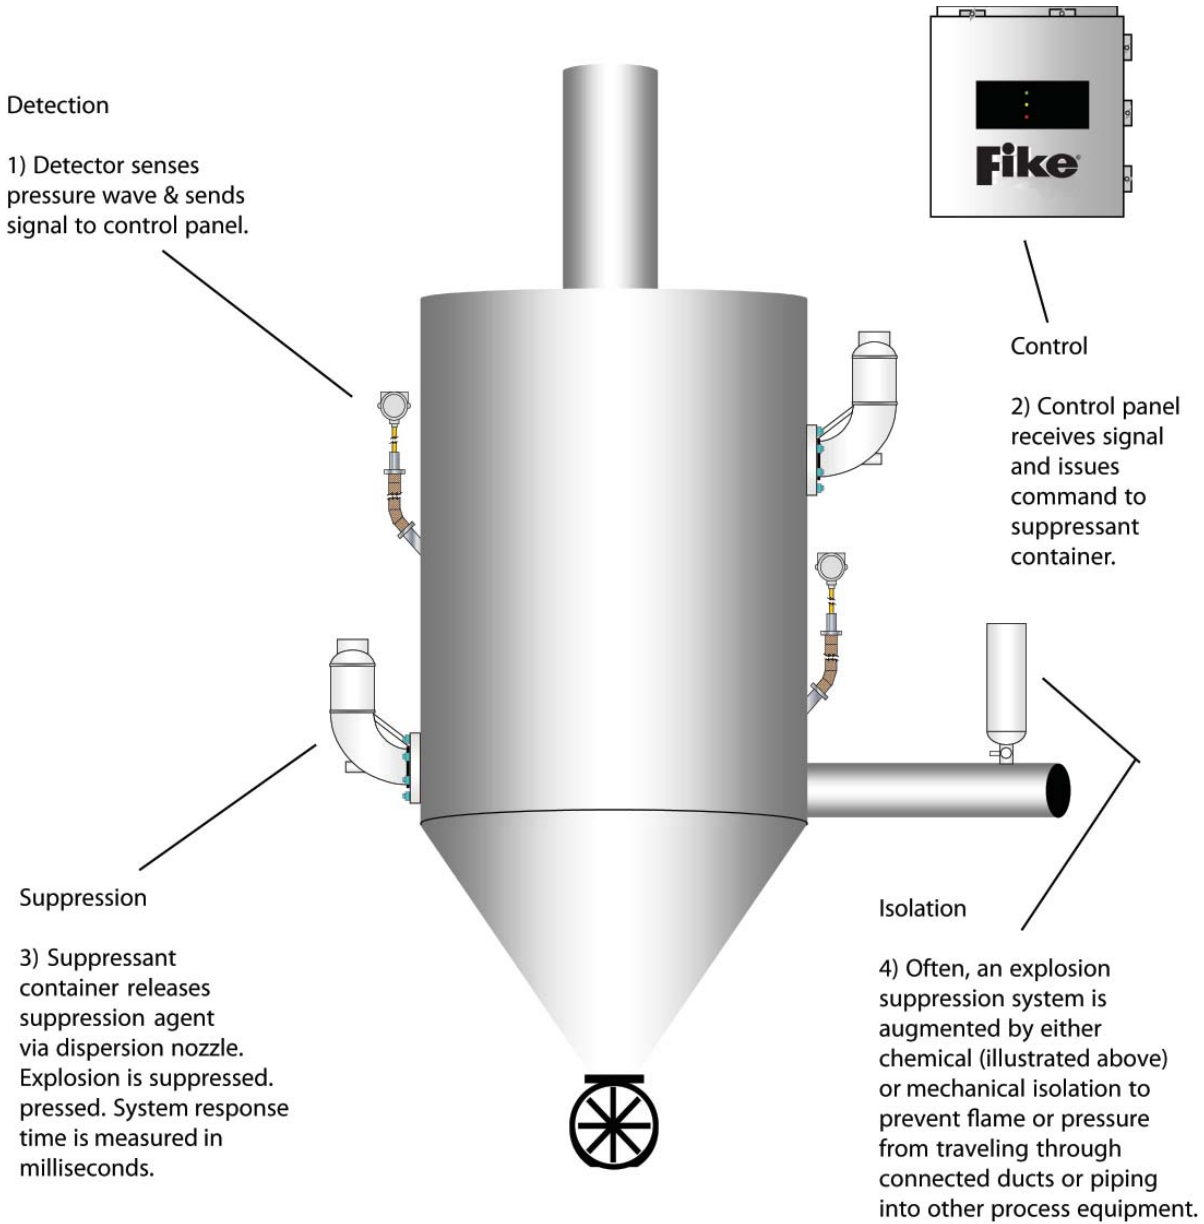 Detection
1) Detector senses
pressure wave & sends
signal to control panel.
Fike®
Control
2) Control panel
receives signal
and issues
command to
suppressant
container.
Suppression
3) Suppressant
container releases
suppression agent
via dispersion nozzle.
Explosion is suppressed.
pressed. System response
time is measured in
milliseconds.
Isolation
4) Often, an explosion
suppression system is
augmented by either
chemical (illustrated above)
or mechanical isolation to
prevent flame or pressure
from traveling through
connected ducts or piping
into other process equipment.